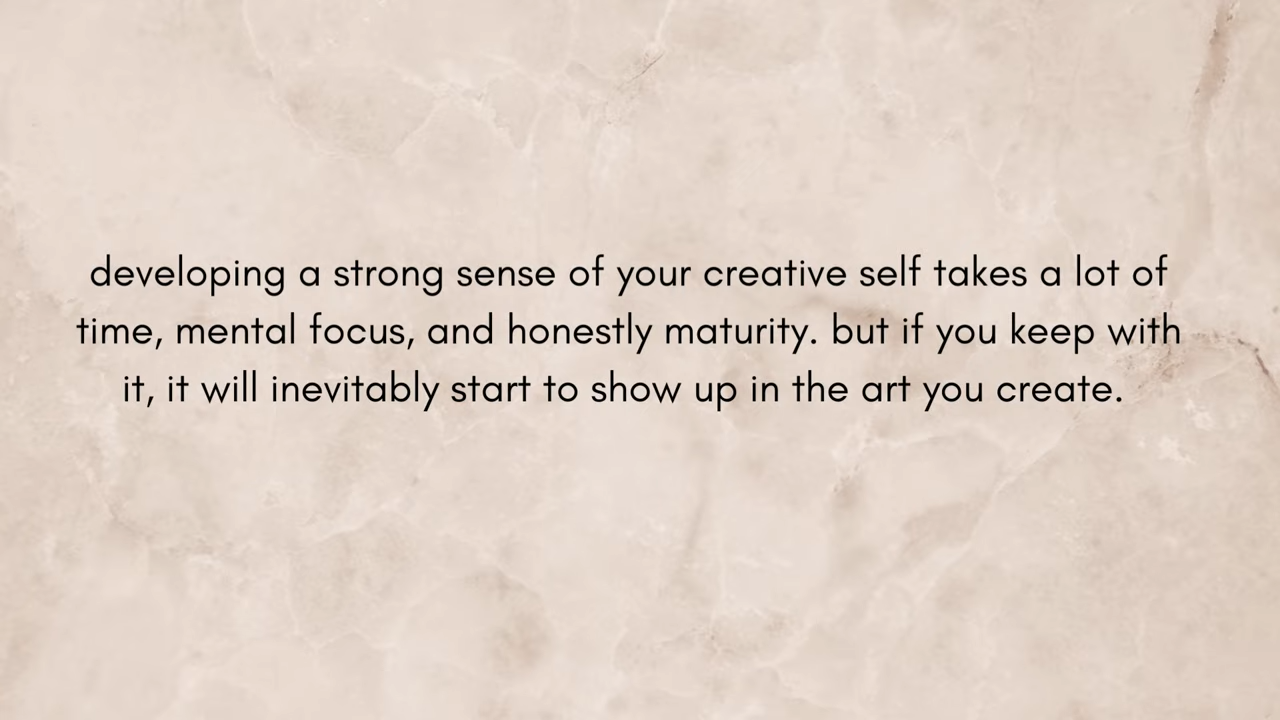 developing a strong sense of your creative self takes a lot of
time, mental focus, and honestly maturity. but if you keep with
it, it will inevitably start to show up in the art you create.